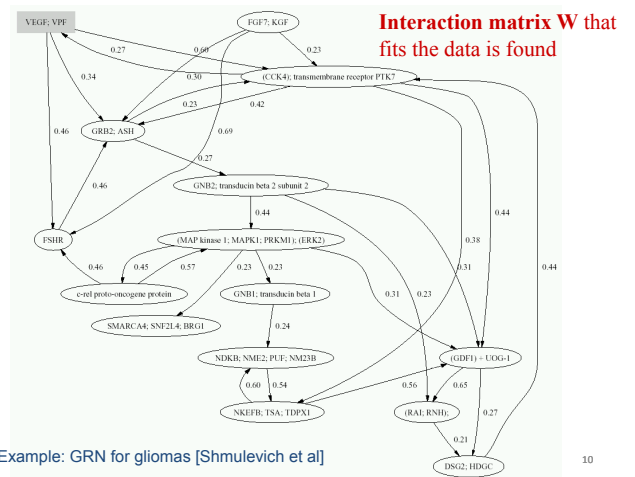 VEGF; VPF
FGF7; KGF
Interaction matrix W that
fits the data is found
0.27
0.60
0.23
0.34
0.30
(CCK4); transmembrane receptor PTK7
0.23
0.42
GRB2; ASH
0.46
0.69
0.27
0.46
GNB2; transducin beta 2 subunit 2
0.44
0.44
FSHR
(MAP kinase 1; MAPK1; PRKM1); (ERK2)
0.38
0.46
0.45
0.57
0.23
0.23
0.31
0.23
0.31
0.44
c-rel proto-oncogene protein
GNB1; transducin beta 1
SMARCA4; SNF2L4; BRG1
0.24
NDKB; NME2; PUF; NM23B
(GDF1) + UOG-1
0.60
0.54
0.56
0.65
NKEFB; TSA; TDPX1
(RAI; RNH);
0.27
0.21
Example: GRN for gliomas [Shmulevich et al]
DSG2; HDGC
10